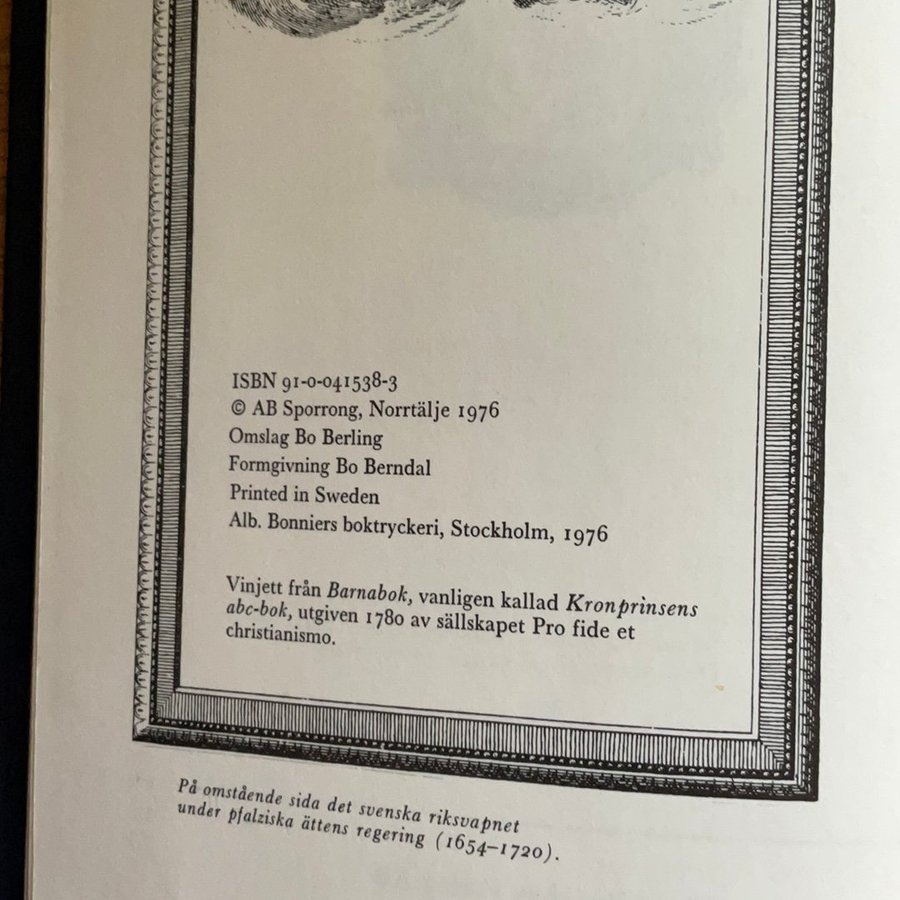 ISBN 91-0-041538-3
© AB Sporrong, Norrtälje 1976
Omslag Bo Berling
Formgivning Bo Berndal
Printed in Sweden
Alb. Bonniers boktryckeri, Stockholm, 1976
Vinjett från Barnabok, vanligen kallad Kronprinsens
abc-bok, utgiven 1780 av sällskapet Pro fide et
christianismo.
På omstående sida det svenska riksvapnet
under pfalziska ättens regering (1654–1720).